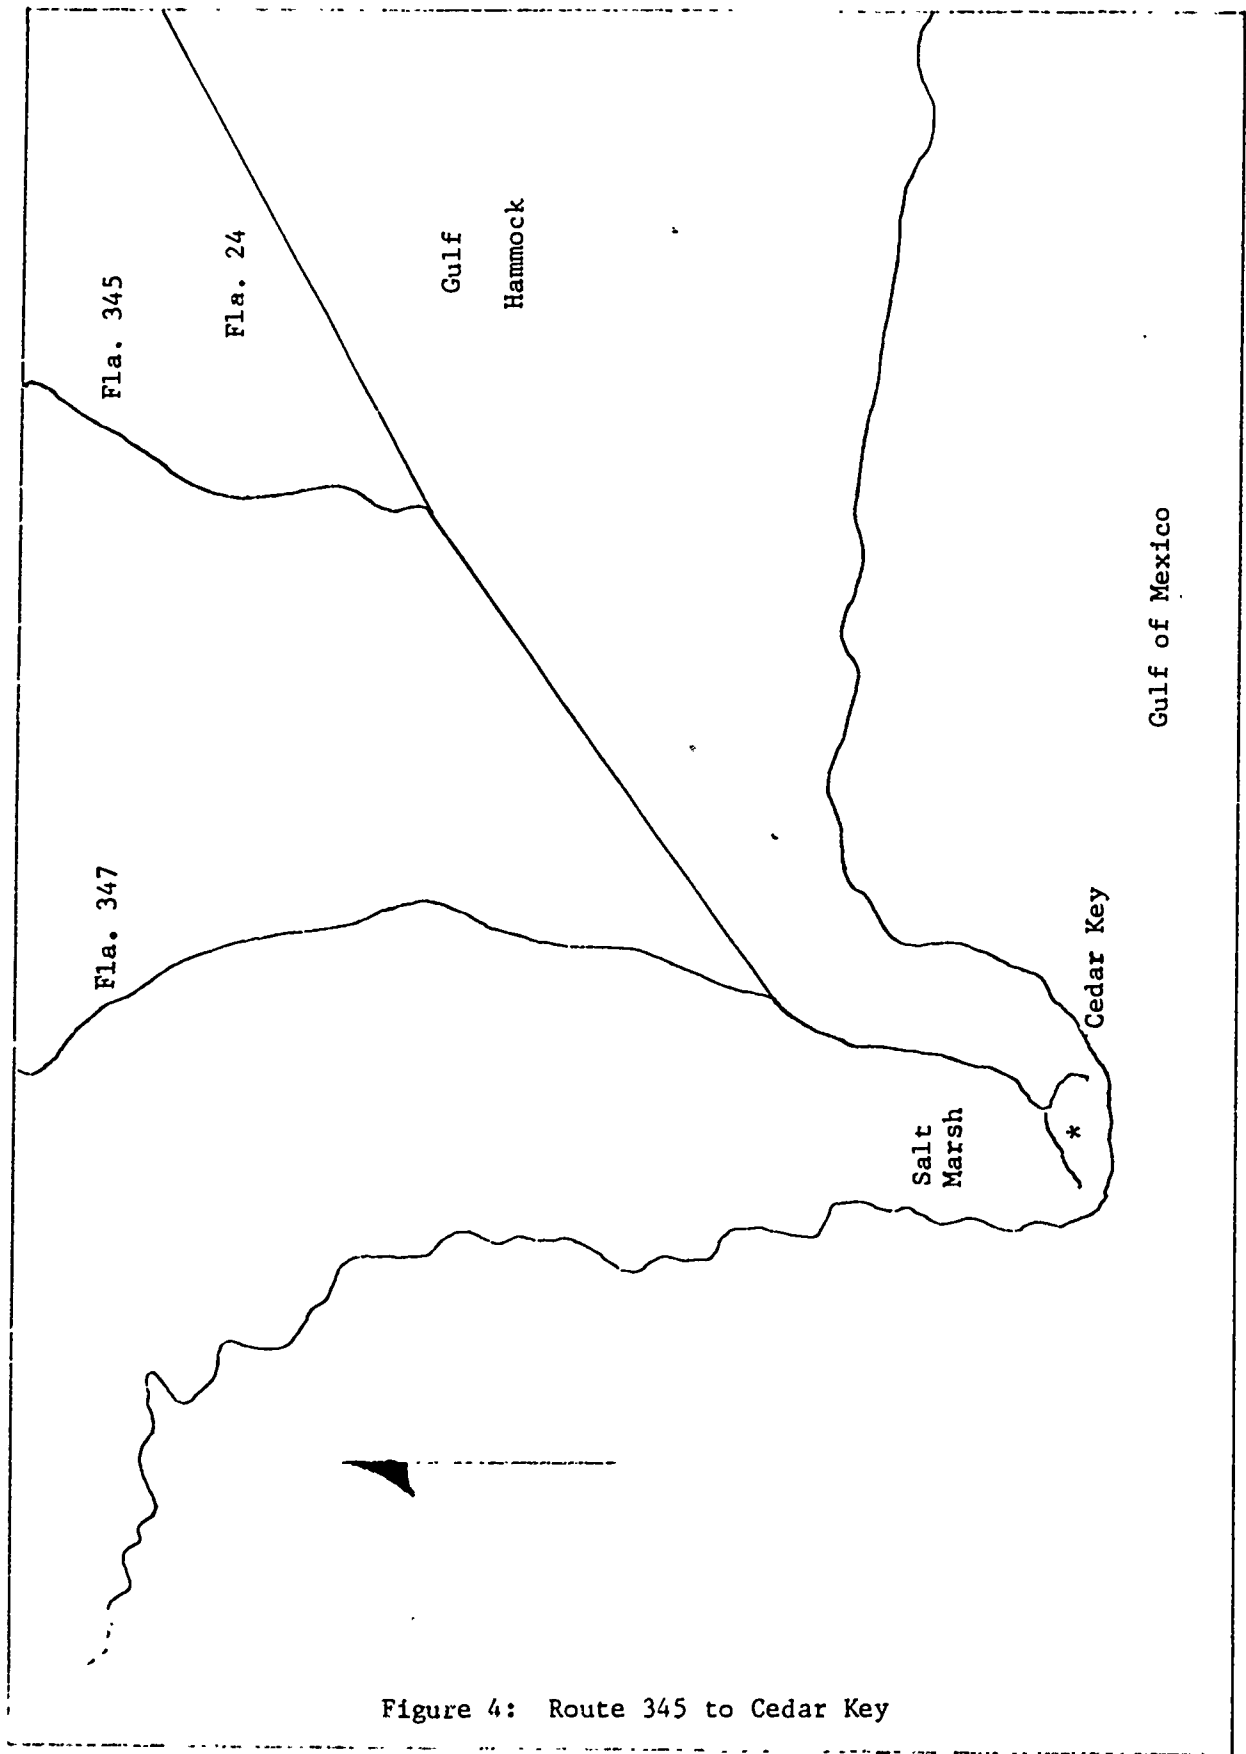 Fla. 345
Fla. 24
Gulf
Hammock
Fla. 347
Gulf of Mexico
Salt
Marsh
*
Cedar Key
Figure 4: Route 345 to Cedar Key